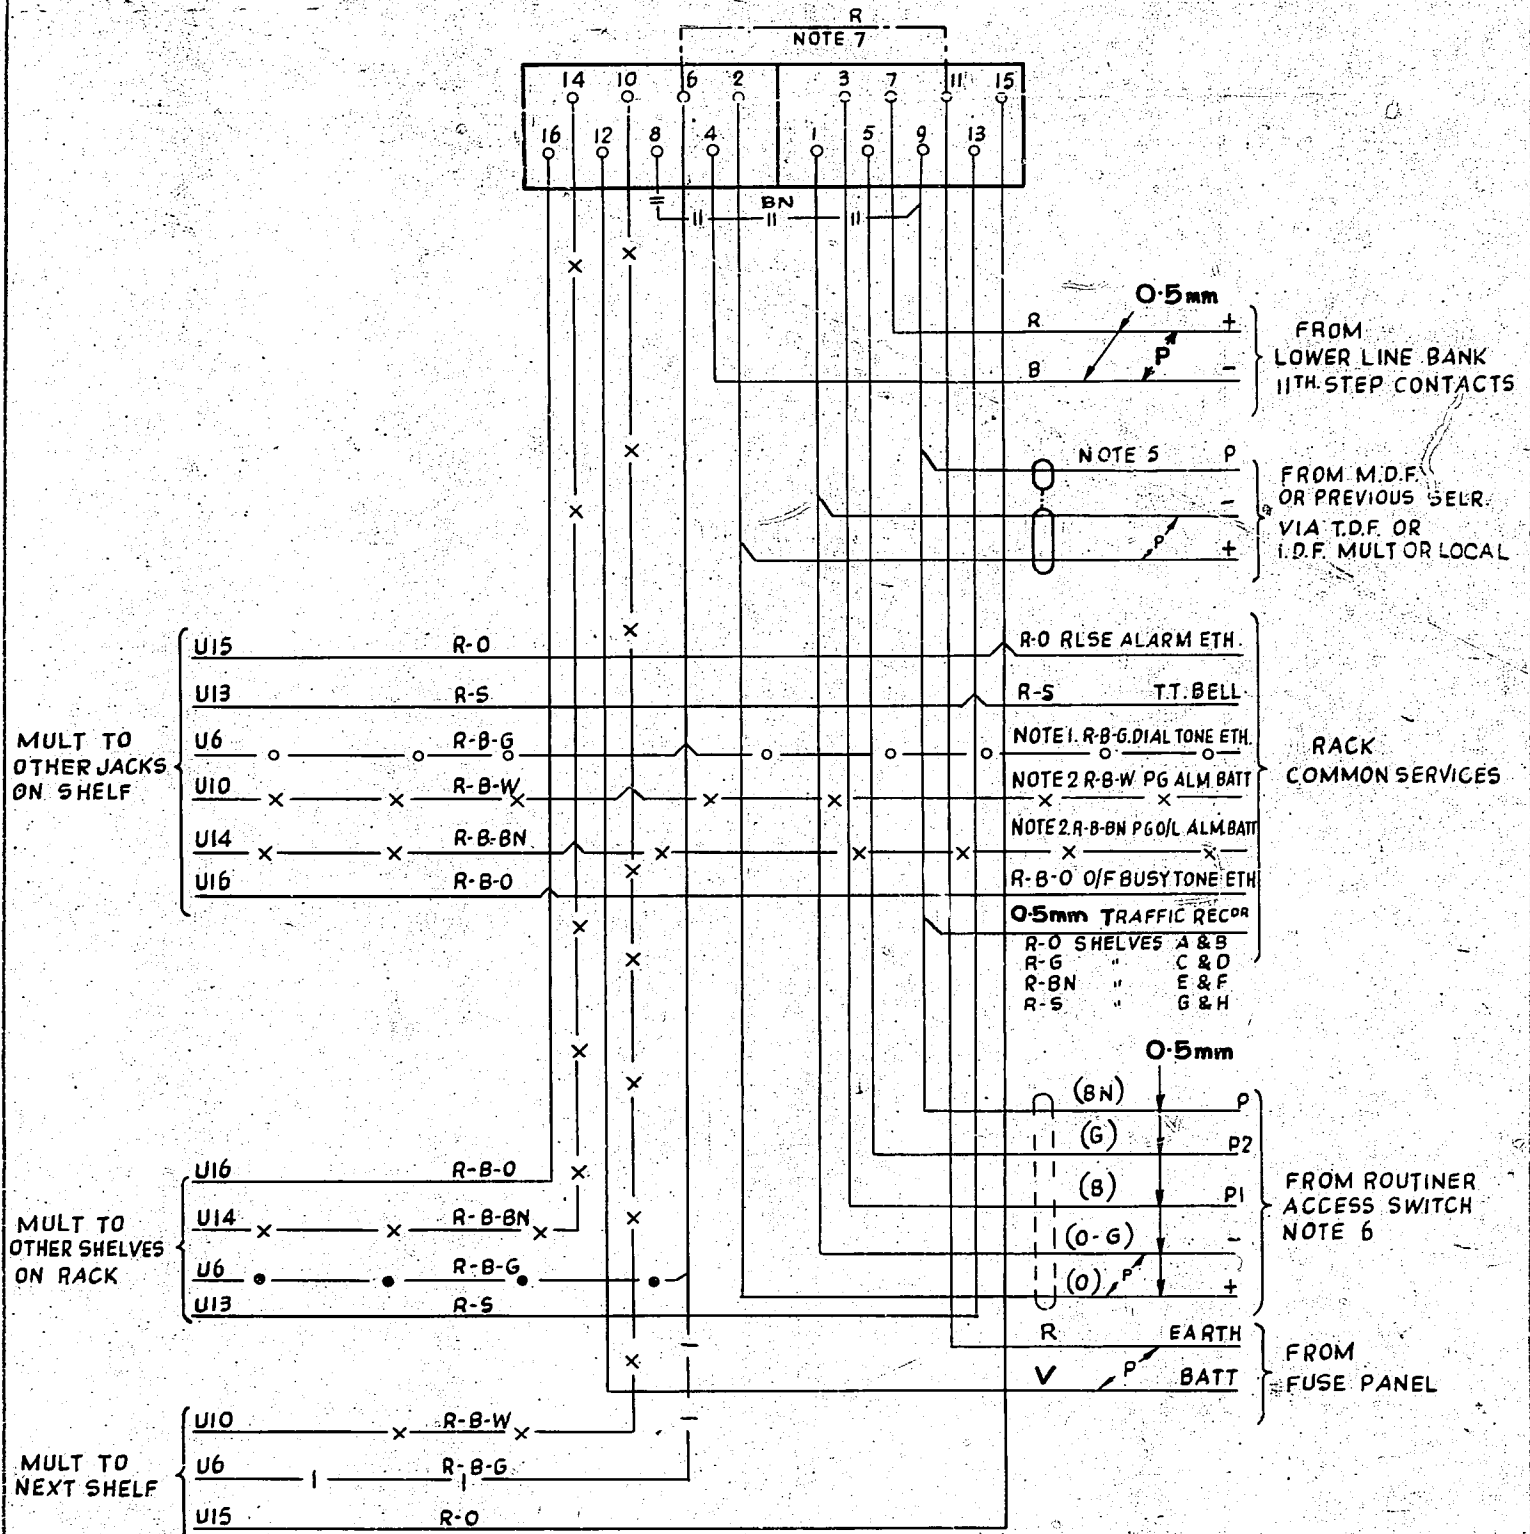 R
NOTE 7
14 10 6 2 3 7 11 15
16 12 8 4 1 5 9 13
BN
0.5mm
R +
P
B -
FROM
LOWER LINE BANK
11TH. STEP CONTACTS
NOTE 5 P
-
P
+
FROM M.D.F.
OR PREVIOUS SELR.
VIA T.D.F. OR
I.D.F. MULT OR LOCAL
MULT TO
OTHER JACKS
ON SHELF
U15 R-O R-O RLSE ALARM ETH.
U13 R-S R-S T.T. BELL
U6 R-B-G NOTE 1. R-B-G. DIAL TONE ETH.
U10 R-B-W NOTE 2 R-B-W PG ALM BATT
U14 R-B-BN NOTE 2 R-B-BN PG O/L ALM. BATT
U16 R-B-O R-B-O O/F BUSY TONE ETH
0.5mm TRAFFIC RECOR
R-O SHELVES A & B
R-G " C & D
R-BN " E & F
R-S " G & H
RACK
COMMON SERVICES
0.5mm
(BN) P
(G) P2
(B) P1
(O-G) -
(O) P +
FROM ROUTINER
ACCESS SWITCH
NOTE 6
MULT TO
OTHER SHELVES
ON RACK
U16 R-B-O
U14 R-B-BN
U6 R-B-G
U13 R-S
R EARTH
V P BATT
FROM
FUSE PANEL
MULT TO
NEXT SHELF
U10 R-B-W
U6 R-B-G
U15 R-O